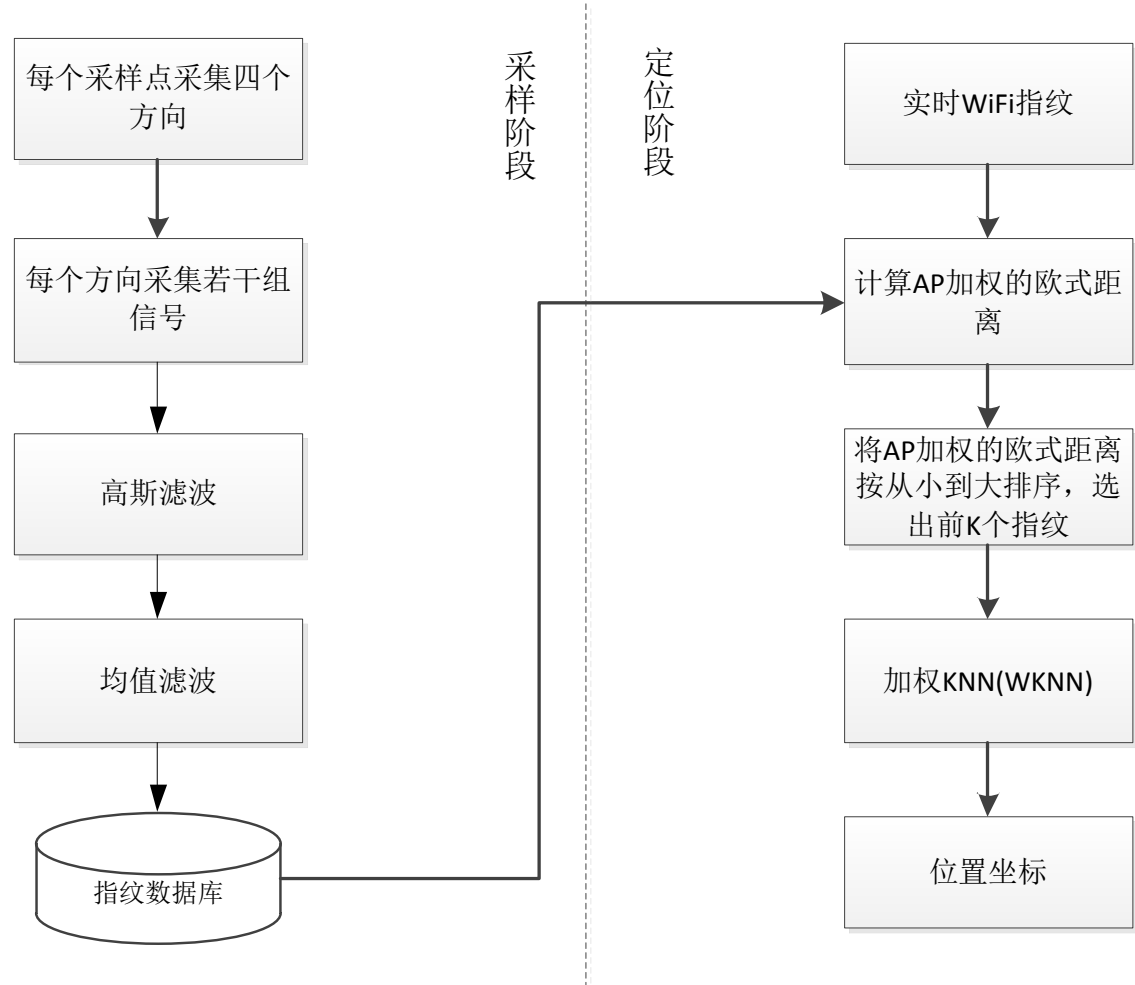 每个采样点采集四个
方向
每个方向采集若干组
信号
高斯滤波
均值滤波
指纹数据库
采样阶段
定位阶段
实时WiFi指纹
计算AP加权的欧式距
离
将AP加权的欧式距离
按从小到大排序，选
出前K个指纹
加权KNN(WKNN)
位置坐标